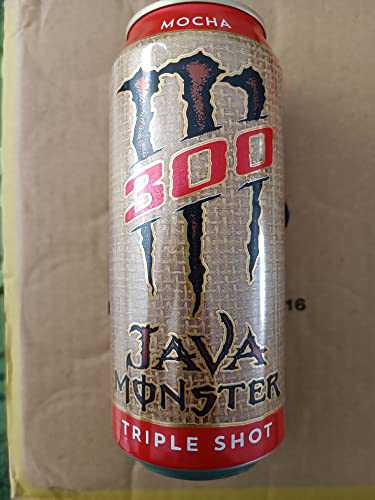 MOCHA
300
JAVA
MONSTER
TRIPLE SHOT
16